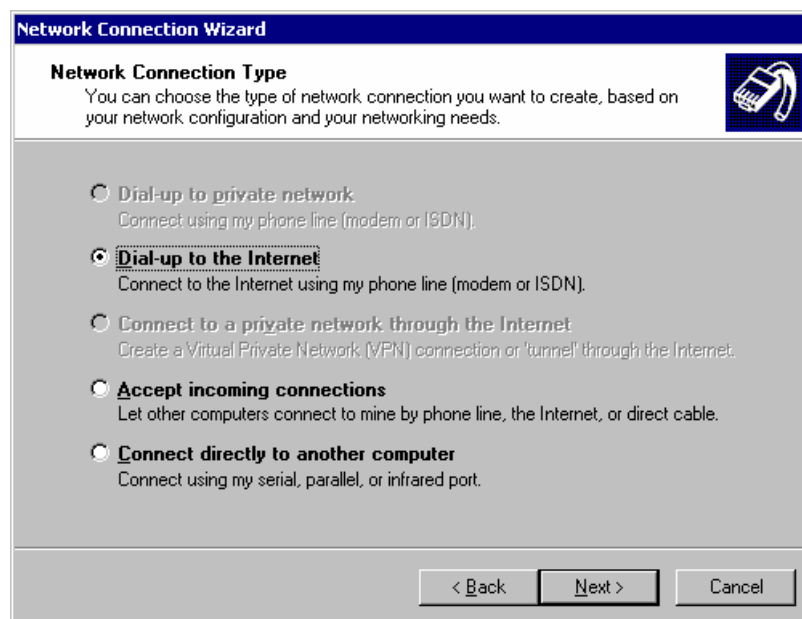 Network Connection Wizard
Network Connection Type
You can choose the type of network connection you want to create, based on
your network configuration and your networking needs.
Dial-up to private network
Connect using my phone line (modem or ISDN).
Dial-up to the Internet
Connect to the Internet using my phone line (modem or ISDN).
Connect to a private network through the Internet
Create a Virtual Private Network (VPN) connection or 'tunnel' through the Internet.
Accept incoming connections
Let other computers connect to mine by phone line, the Internet, or direct cable.
Connect directly to another computer
Connect using my serial, parallel, or infrared port.
< Back Next > Cancel